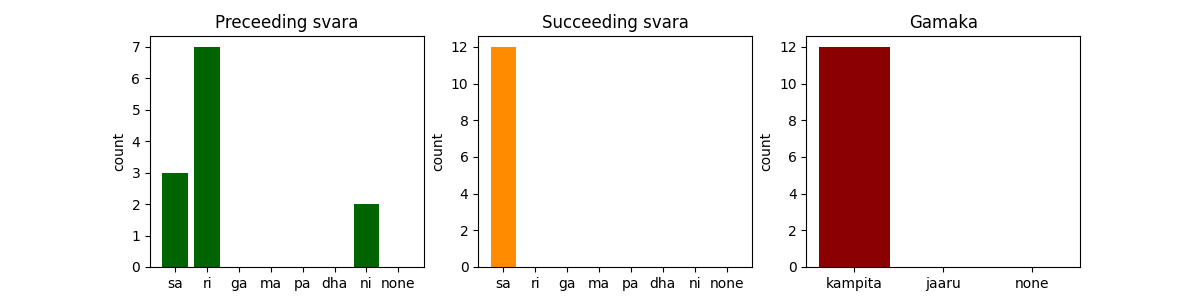 Preceeding svara
count
7
6
5
4
3
2
1
0
sa ri ga ma pa dha ni none
Succeeding svara
count
12
10
8
6
4
2
0
sa ri ga ma pa dha ni none
Gamaka
count
12
10
8
6
4
2
0
kampita jaaru none